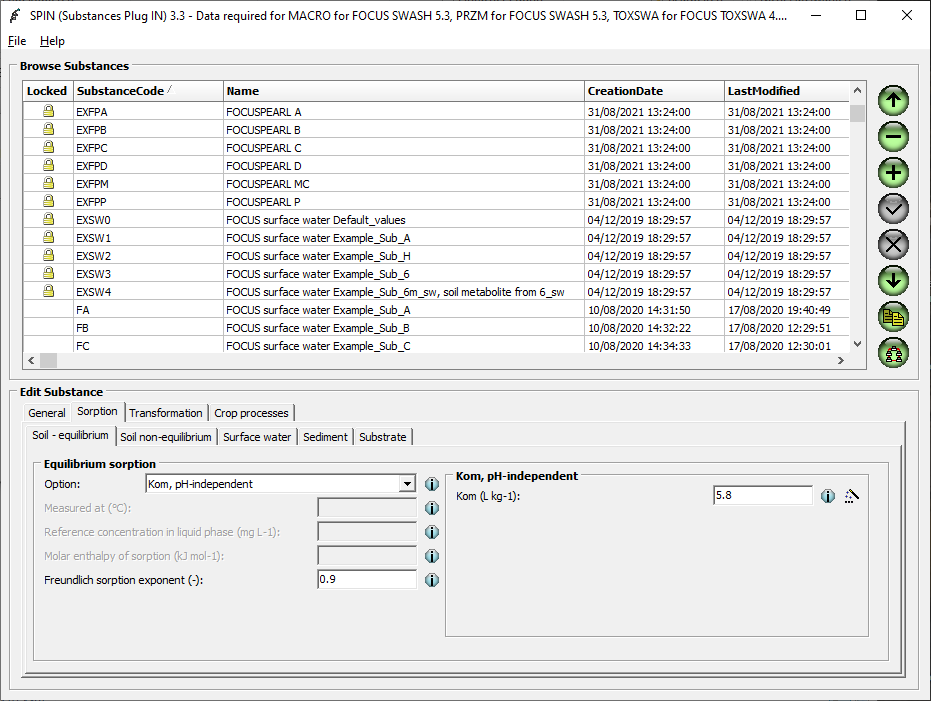 SPIN (Substances Plug IN) 3.3 - Data required for MACRO for FOCUS SWASH 5.3, PRZM for FOCUS SWASH 5.3, TOXSWA for FOCUS TOXSWA 4....
File Help
Browse Substances
Locked SubstanceCode Name CreationDate LastModified
EXFPA FOCUSPEARL A 31/08/2021 13:24:00 31/08/2021 13:24:00
EXFPB FOCUSPEARL B 31/08/2021 13:24:00 31/08/2021 13:24:00
EXFPC FOCUSPEARL C 31/08/2021 13:24:00 31/08/2021 13:24:00
EXFPD FOCUSPEARL D 31/08/2021 13:24:00 31/08/2021 13:24:00
EXFPM FOCUSPEARL MC 31/08/2021 13:24:00 31/08/2021 13:24:00
EXFPP FOCUSPEARL P 31/08/2021 13:24:00 31/08/2021 13:24:00
EXSW0 FOCUS surface water Default_values 04/12/2019 18:29:57 04/12/2019 18:29:57
EXSW1 FOCUS surface water Example_Sub_A 04/12/2019 18:29:57 04/12/2019 18:29:57
EXSW2 FOCUS surface water Example_Sub_H 04/12/2019 18:29:57 04/12/2019 18:29:57
EXSW3 FOCUS surface water Example_Sub_6 04/12/2019 18:29:57 04/12/2019 18:29:57
EXSW4 FOCUS surface water Example_Sub_6m_sw, soil metabolite from 6_sw 04/12/2019 18:29:57 04/12/2019 18:29:57
FA FOCUS surface water Example_Sub_A 10/08/2020 14:31:50 17/08/2020 19:40:49
FB FOCUS surface water Example_Sub_B 10/08/2020 14:32:22 17/08/2020 12:29:51
FC FOCUS surface water Example_Sub_C 10/08/2020 14:34:33 17/08/2020 12:30:01
Edit Substance
General Sorption Transformation Crop processes
Soil - equilibrium Soil non-equilibrium Surface water Sediment Substrate
Equilibrium sorption
Option: Kom, pH-independent
Measured at (°C):
Reference concentration in liquid phase (mg L-1):
Molar enthalpy of sorption (kJ mol-1):
Freundlich sorption exponent (-): 0.9
Kom, pH-independent
Kom (L kg-1): 5.8